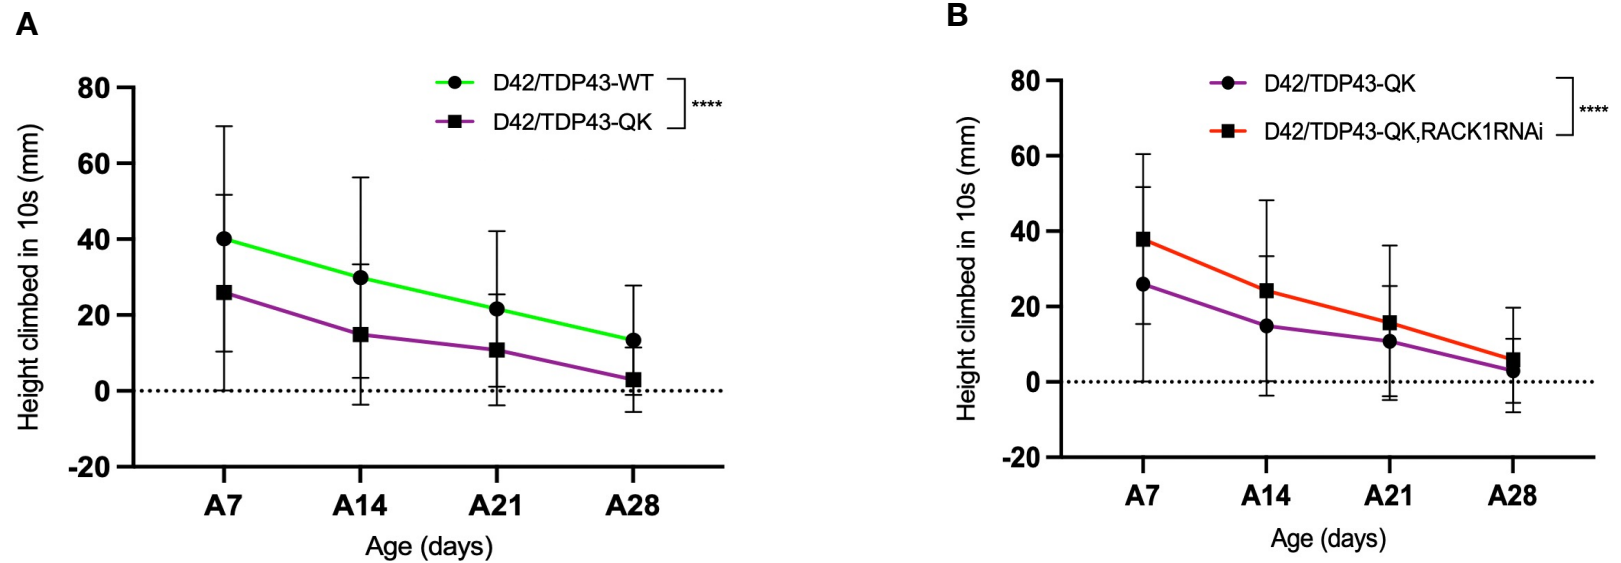 A
D42/TDP43-WT
D42/TDP43-QK
****
Height climbed in 10s (mm)
80
60
40
20
0
-20
A7 A14 A21 A28
Age (days)
B
D42/TDP43-QK
D42/TDP43-QK,RACK1RNAi
****
Height climbed in 10s (mm)
80
60
40
20
0
-20
A7 A14 A21 A28
Age (days)